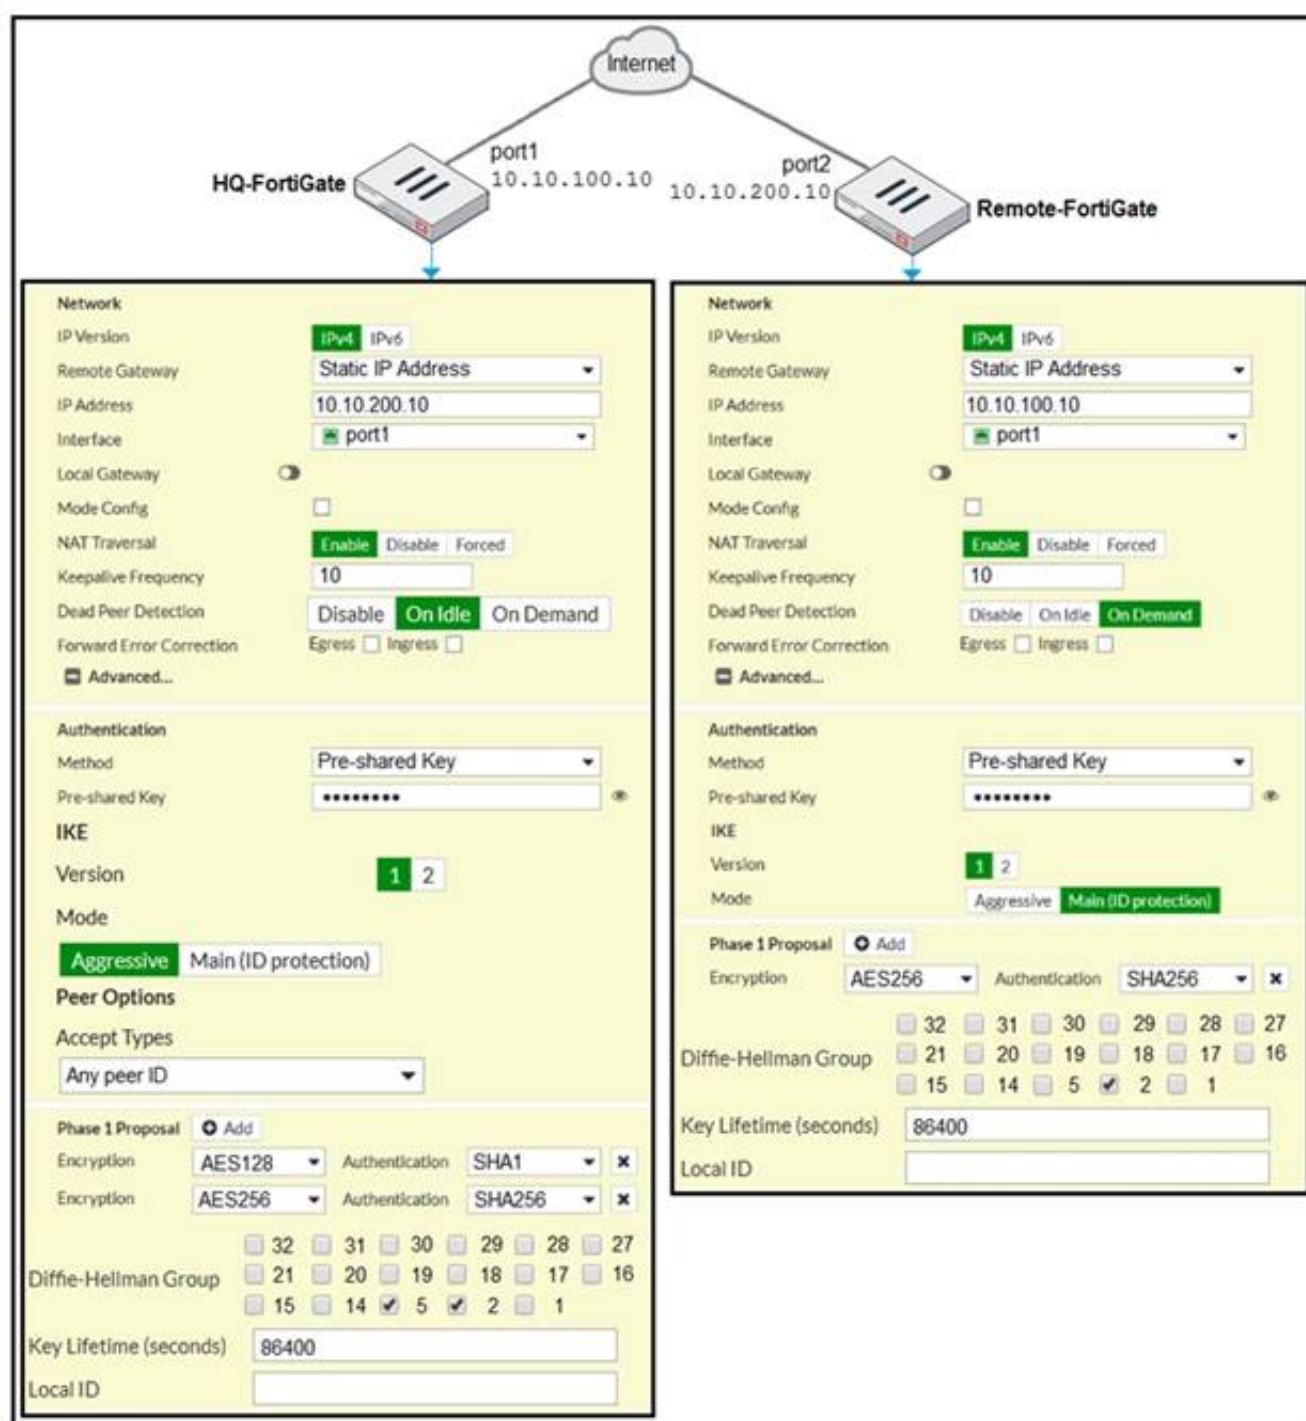 Internet
port1
10.10.100.10
HQ-FortiGate
port2
10.10.200.10
Remote-FortiGate
Network
IP Version IPv4 IPv6
Remote Gateway Static IP Address
IP Address 10.10.200.10
Interface port1
Local Gateway
Mode Config
NAT Traversal Enable Disable Forced
Keepalive Frequency 10
Dead Peer Detection Disable On Idle On Demand
Forward Error Correction Egress Ingress
Advanced...
Authentication
Method Pre-shared Key
Pre-shared Key ••••••••
IKE
Version 1 2
Mode
Aggressive Main (ID protection)
Peer Options
Accept Types
Any peer ID
Phase 1 Proposal Add
Encryption AES128 Authentication SHA1
Encryption AES256 Authentication SHA256
32 31 30 29 28 27
Diffie-Hellman Group 21 20 19 18 17 16
15 14 5 2 1
Key Lifetime (seconds) 86400
Local ID
Network
IP Version IPv4 IPv6
Remote Gateway Static IP Address
IP Address 10.10.100.10
Interface port1
Local Gateway
Mode Config
NAT Traversal Enable Disable Forced
Keepalive Frequency 10
Dead Peer Detection Disable On Idle On Demand
Forward Error Correction Egress Ingress
Advanced...
Authentication
Method Pre-shared Key
Pre-shared Key ••••••••
IKE
Version 1 2
Mode Aggressive Main (ID protection)
Phase 1 Proposal Add
Encryption AES256 Authentication SHA256
32 31 30 29 28 27
Diffie-Hellman Group 21 20 19 18 17 16
15 14 5 2 1
Key Lifetime (seconds) 86400
Local ID